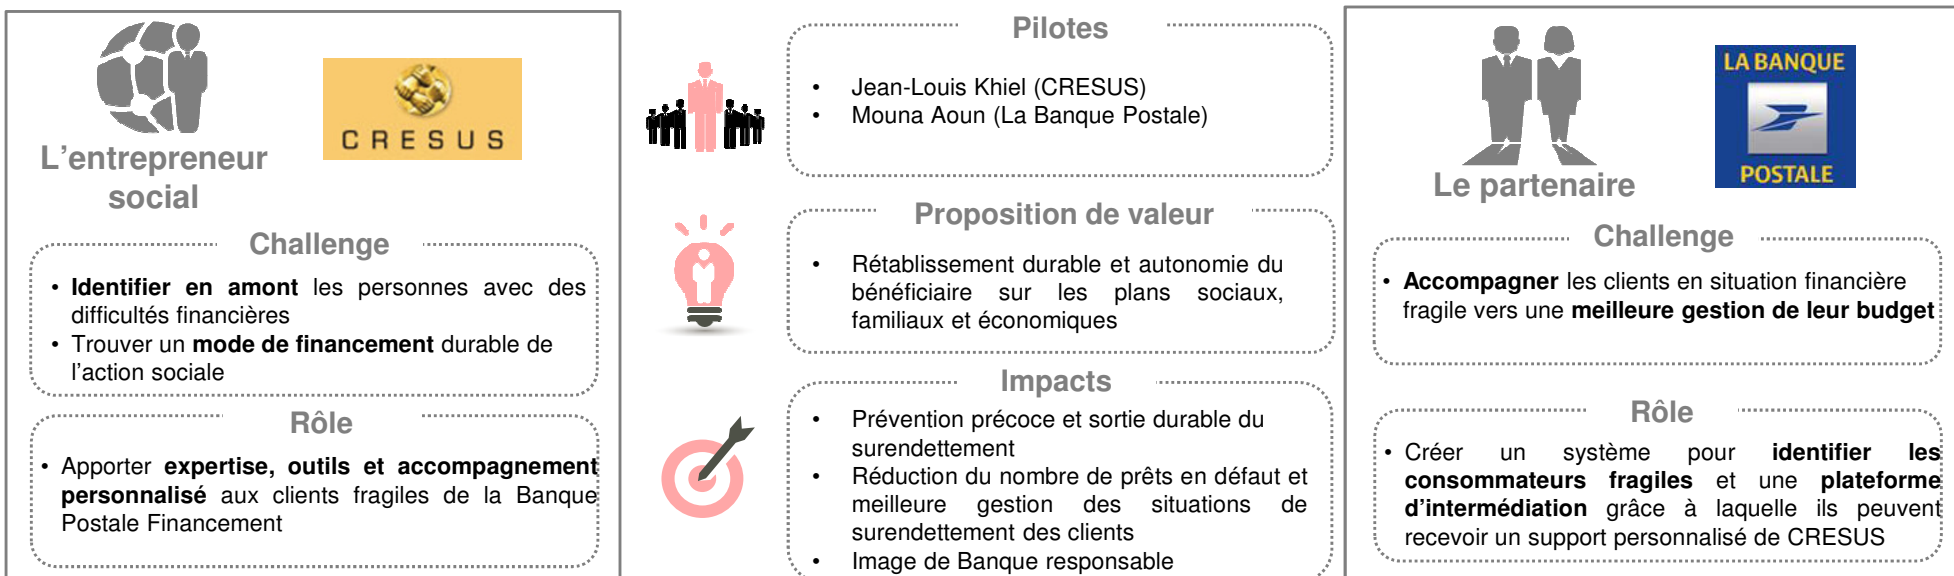 CRESUS
L'entrepreneur
social
Challenge
• Identifier en amont les personnes avec des
difficultés financières
• Trouver un mode de financement durable de
l'action sociale
Rôle
• Apporter expertise, outils et accompagnement
personnalisé aux clients fragiles de la Banque
Postale Financement
Pilotes
• Jean-Louis Khiel (CRESUS)
• Mouna Aoun (La Banque Postale)
Proposition de valeur
• Rétablissement durable et autonomie du
bénéficiaire sur les plans sociaux,
familiaux et économiques
Impacts
• Prévention précoce et sortie durable du
surendettement
• Réduction du nombre de prêts en défaut et
meilleure gestion des situations de
surendettement des clients
• Image de Banque responsable
LA BANQUE
POSTALE
Le partenaire
Challenge
• Accompagner les clients en situation financière
fragile vers une meilleure gestion de leur budget
Rôle
• Créer un système pour identifier les
consommateurs fragiles et une plateforme
d'intermédiation grâce à laquelle ils peuvent
recevoir un support personnalisé de CRESUS